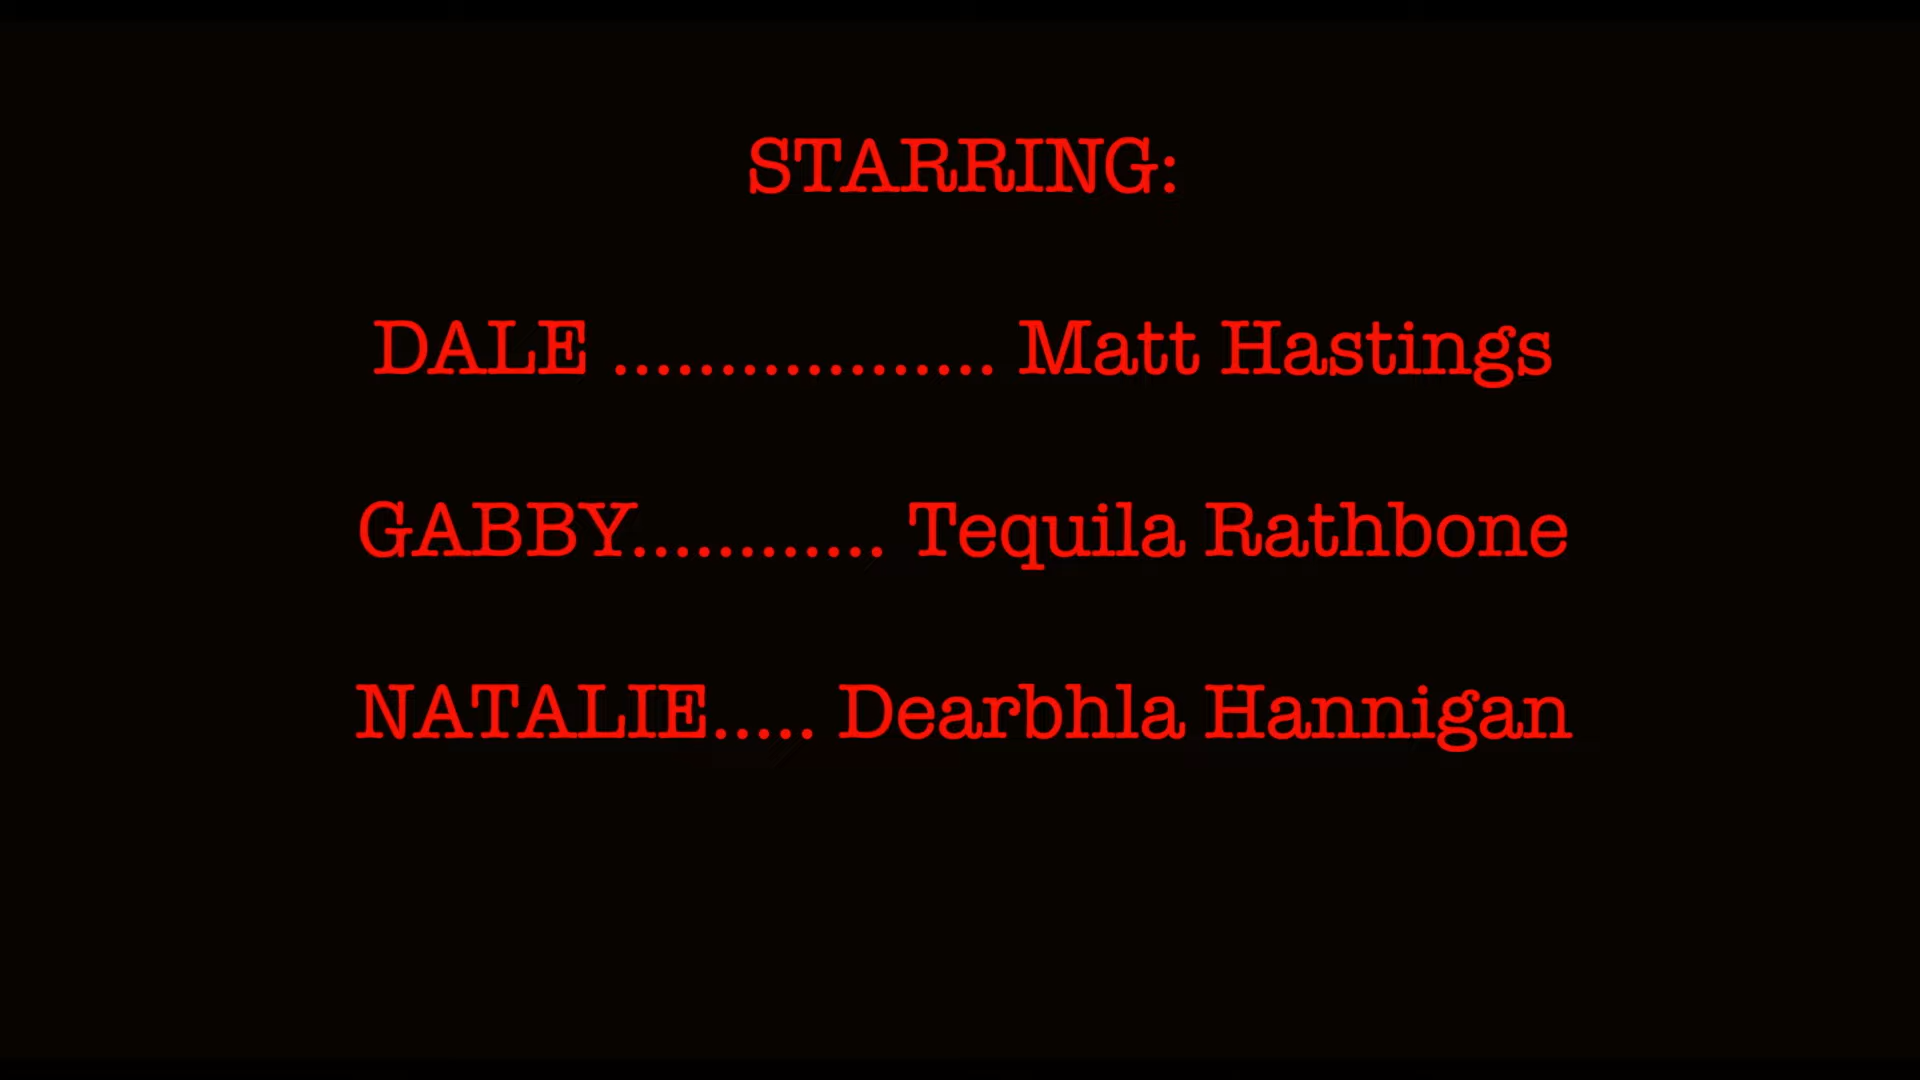 STARRING:
DALE .................. Matt Hastings
GABBY............ Tequila Rathbone
NATALIE..... Dearbhla Hannigan